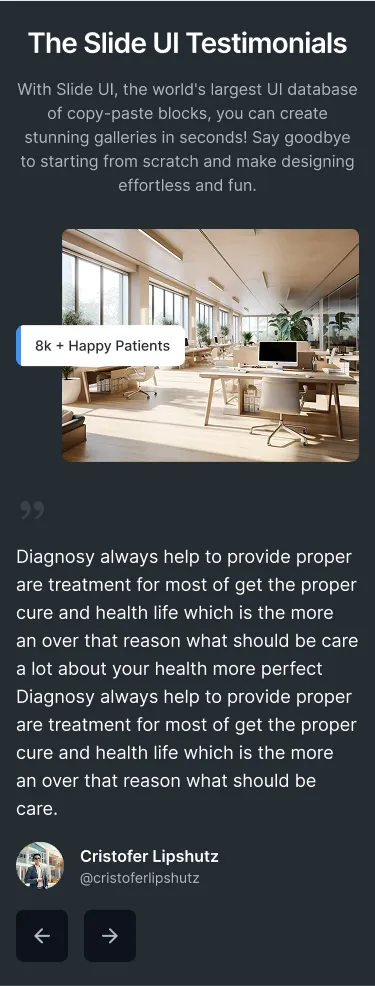 The Slide UI Testimonials
With Slide UI, the world's largest UI database
of copy-paste blocks, you can create
stunning galleries in seconds! Say goodbye
to starting from scratch and make designing
effortless and fun.
8k + Happy Patients
”
Diagnosy always help to provide proper
are treatment for most of get the proper
cure and health life which is the more
an over that reason what should be care
a lot about your health more perfect
Diagnosy always help to provide proper
are treatment for most of get the proper
cure and health life which is the more
an over that reason what should be
care.
Cristofer Lipshutz
@cristoferlipshutz